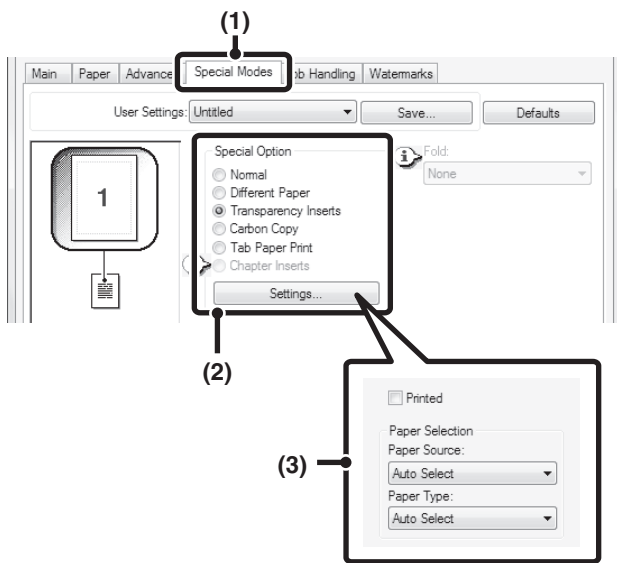 (1)
Main Paper Advance Special Modes ob Handling Watermarks
User Settings: Untitled Save... Defaults
Special Option
Normal
Different Paper
Transparency Inserts
Carbon Copy
Tab Paper Print
Chapter Inserts
Settings...
Fold:
None
1
(2)
(3)
Printed
Paper Selection
Paper Source:
Auto Select
Paper Type:
Auto Select